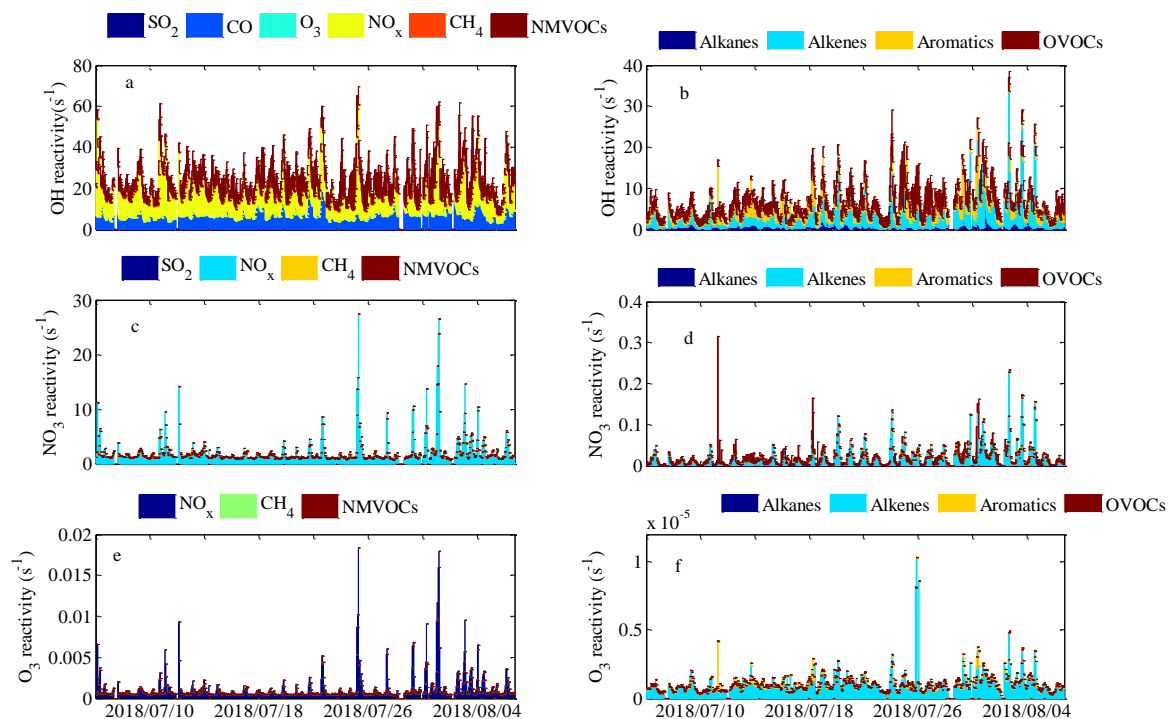 SO2 CO O3 NOx CH4 NMVOCs
Alkanes Alkenes Aromatics OVOCs
80
60
40
20
0
OH reactivity(s-1)
a
40
30
20
10
0
OH reactivity (s-1)
b
SO2 NOx CH4 NMVOCs
Alkanes Alkenes Aromatics OVOCs
30
20
10
0
NO3 reactivity (s-1)
c
0.4
0.3
0.2
0.1
0
NO3 reactivity (s-1)
d
NOx CH4 NMVOCs
Alkanes Alkenes Aromatics OVOCs
0.02
0.015
0.01
0.005
0
O3 reactivity (s-1)
e
2018/07/10 2018/07/18 2018/07/26 2018/08/04
x 10-5
1
0.5
0
O3 reactivity (s-1)
f
2018/07/10 2018/07/18 2018/07/26 2018/08/04